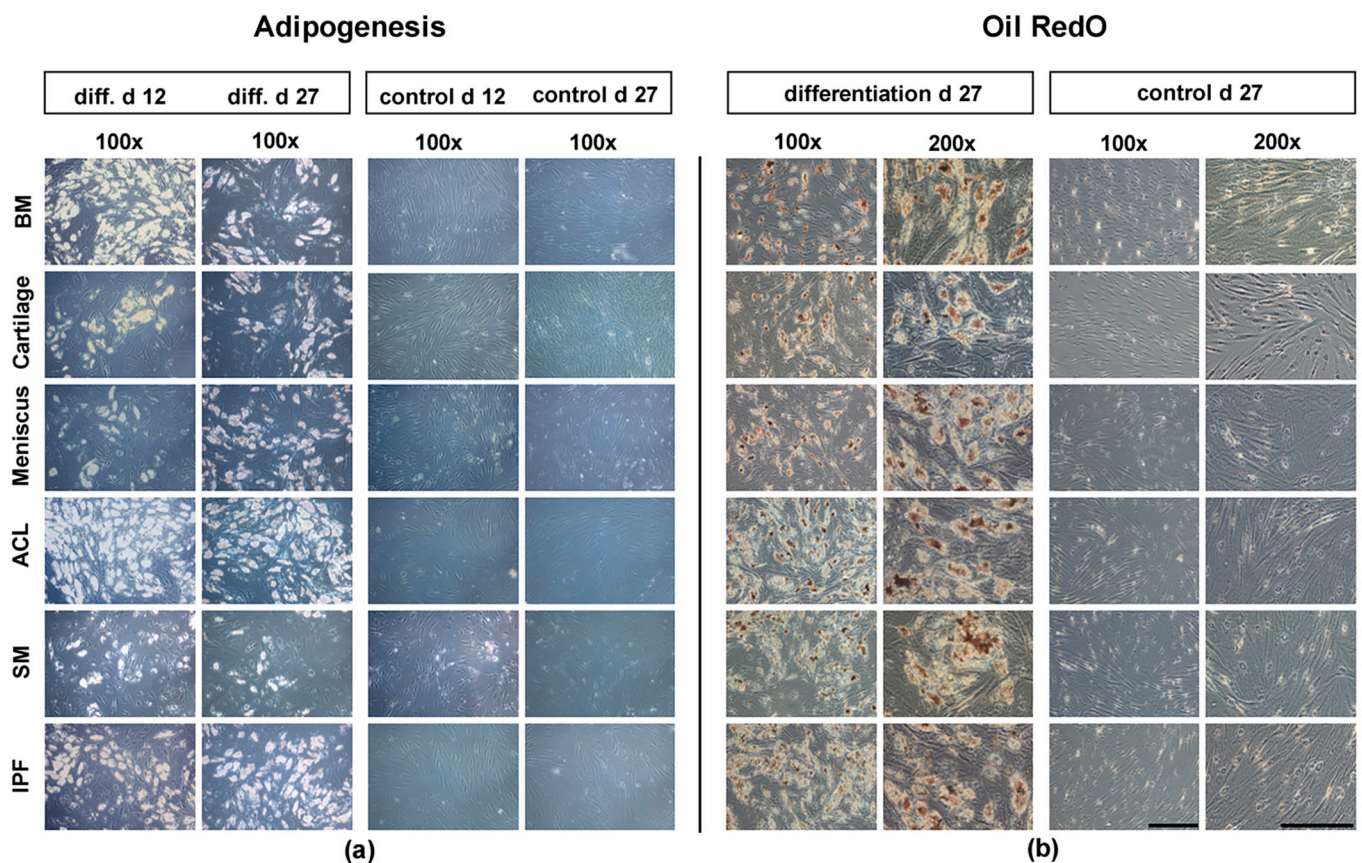 Adipogenesis
Oil RedO
diff. d 12 diff. d 27 control d 12 control d 27 differentiation d 27 control d 27
100x 100x 100x 100x 100x 200x 100x 200x
BM
Cartilage
Meniscus
ACL
SM
IPF
(a)
(b)